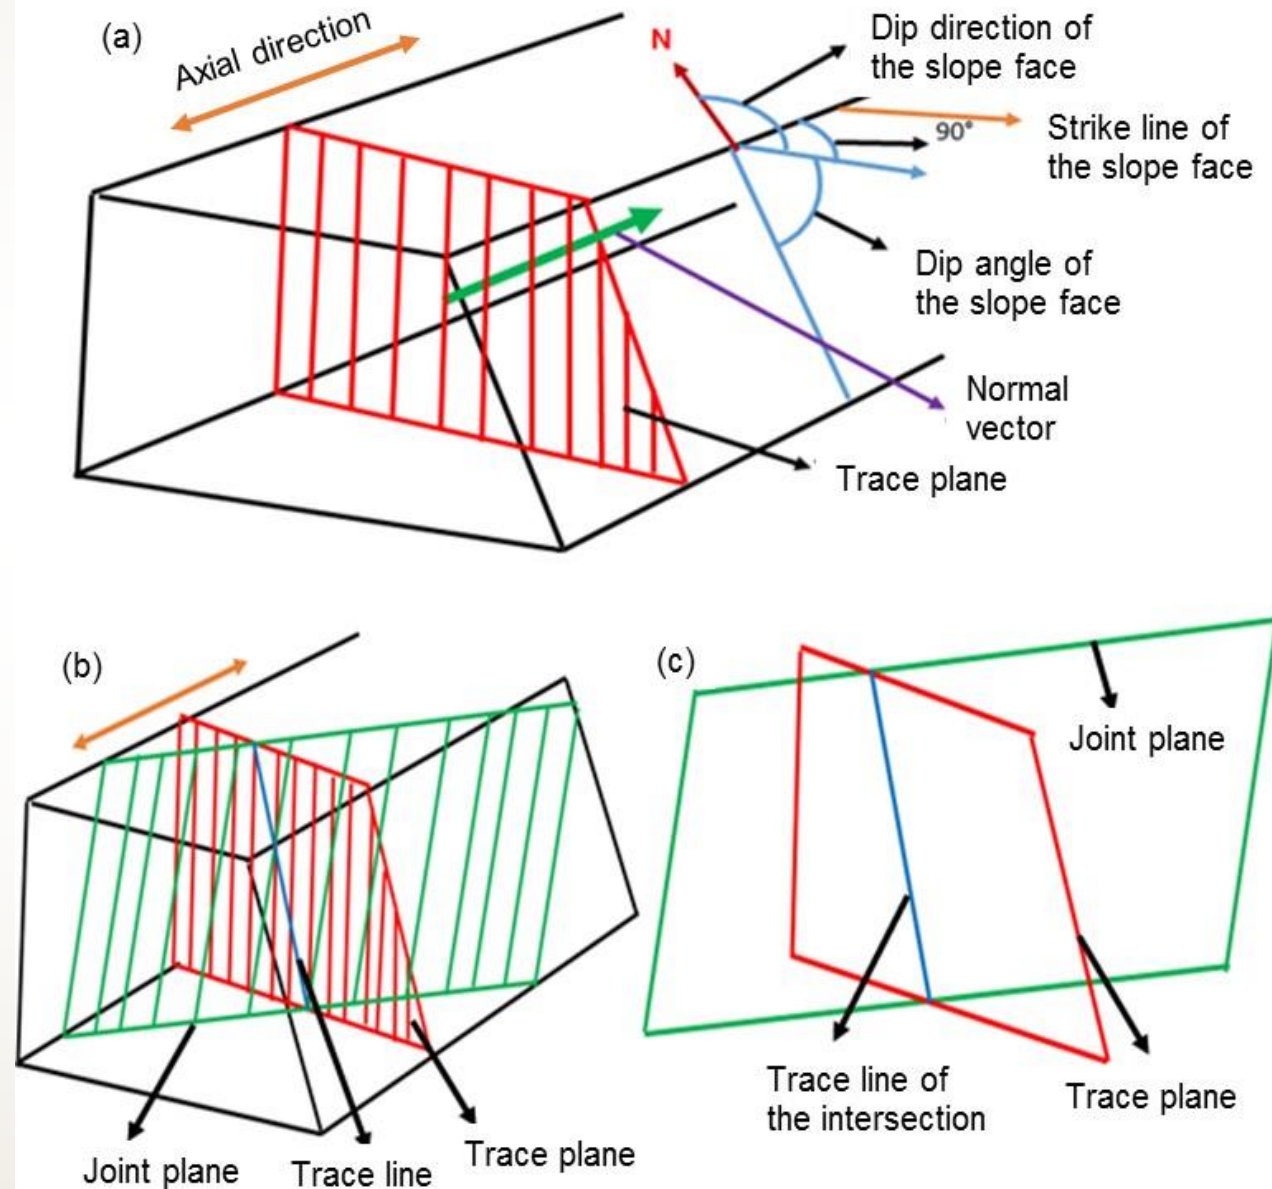 (a)
Axial direction
N
Dip direction of
the slope face
90°
Strike line of
the slope face
Dip angle of
the slope face
Normal
vector
Trace plane
(b)
Joint plane
Trace line
Trace plane
(c)
Joint plane
Trace line of
the intersection
Trace plane